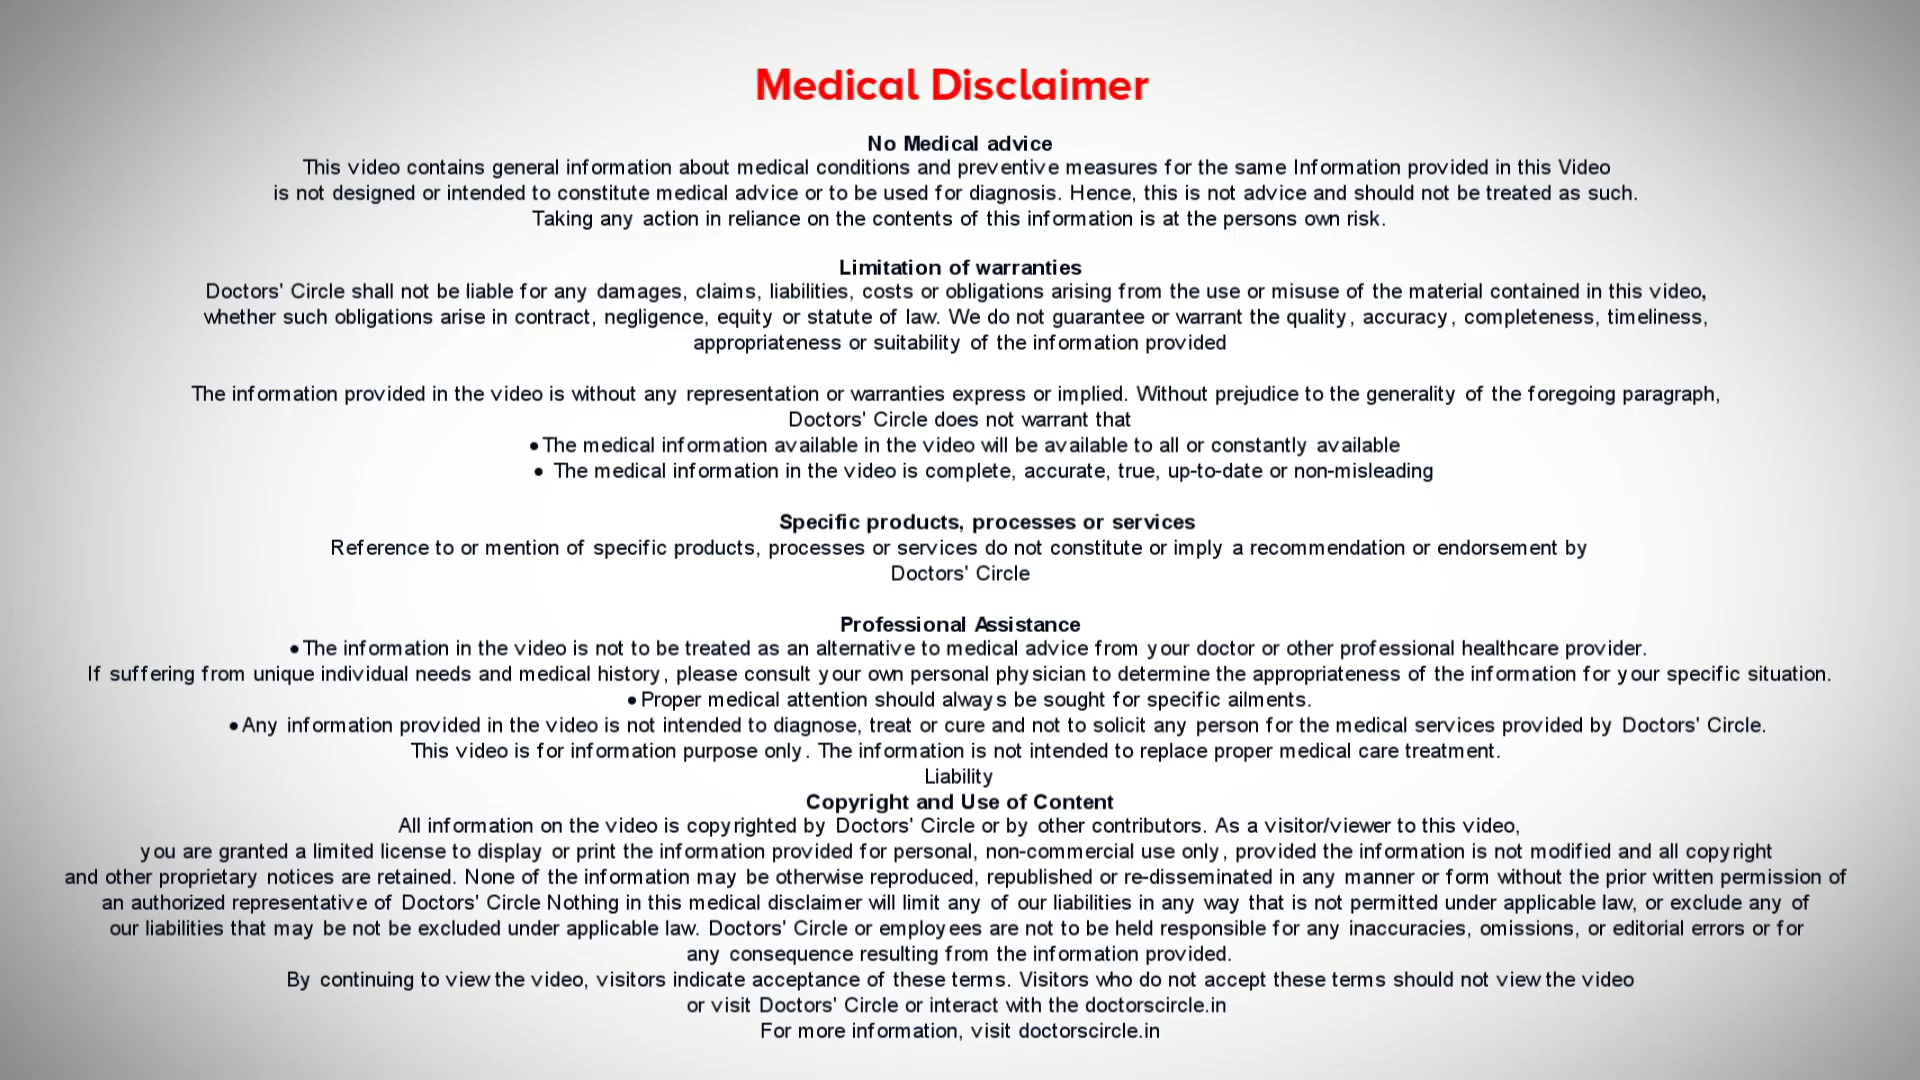 Medical Disclaimer
No Medical advice
This video contains general information about medical conditions and preventive measures for the same Information provided in this Video
is not designed or intended to constitute medical advice or to be used for diagnosis. Hence, this is not advice and should not be treated as such.
Taking any action in reliance on the contents of this information is at the persons own risk.
Limitation of warranties
Doctors' Circle shall not be liable for any damages, claims, liabilities, costs or obligations arising from the use or misuse of the material contained in this video,
whether such obligations arise in contract, negligence, equity or statute of law. We do not guarantee or warrant the quality, accuracy, completeness, timeliness,
appropriateness or suitability of the information provided
The information provided in the video is without any representation or warranties express or implied. Without prejudice to the generality of the foregoing paragraph,
Doctors' Circle does not warrant that
•The medical information available in the video will be available to all or constantly available
• The medical information in the video is complete, accurate, true, up-to-date or non-misleading
Specific products, processes or services
Reference to or mention of specific products, processes or services do not constitute or imply a recommendation or endorsement by
Doctors' Circle
Professional Assistance
•The information in the video is not to be treated as an alternative to medical advice from your doctor or other professional healthcare provider.
If suffering from unique individual needs and medical history, please consult your own personal physician to determine the appropriateness of the information for your specific situation.
•Proper medical attention should always be sought for specific ailments.
•Any information provided in the video is not intended to diagnose, treat or cure and not to solicit any person for the medical services provided by Doctors' Circle.
This video is for information purpose only. The information is not intended to replace proper medical care treatment.
Liability
Copyright and Use of Content
All information on the video is copyrighted by Doctors' Circle or by other contributors. As a visitor/viewer to this video,
you are granted a limited license to display or print the information provided for personal, non-commercial use only, provided the information is not modified and all copyright
and other proprietary notices are retained. None of the information may be otherwise reproduced, republished or re-disseminated in any manner or form without the prior written permission of
an authorized representative of Doctors' Circle Nothing in this medical disclaimer will limit any of our liabilities in any way that is not permitted under applicable law, or exclude any of
our liabilities that may be not be excluded under applicable law. Doctors' Circle or employees are not to be held responsible for any inaccuracies, omissions, or editorial errors or for
any consequence resulting from the information provided.
By continuing to view the video, visitors indicate acceptance of these terms. Visitors who do not accept these terms should not view the video
or visit Doctors' Circle or interact with the doctorscircle.in
For more information, visit doctorscircle.in